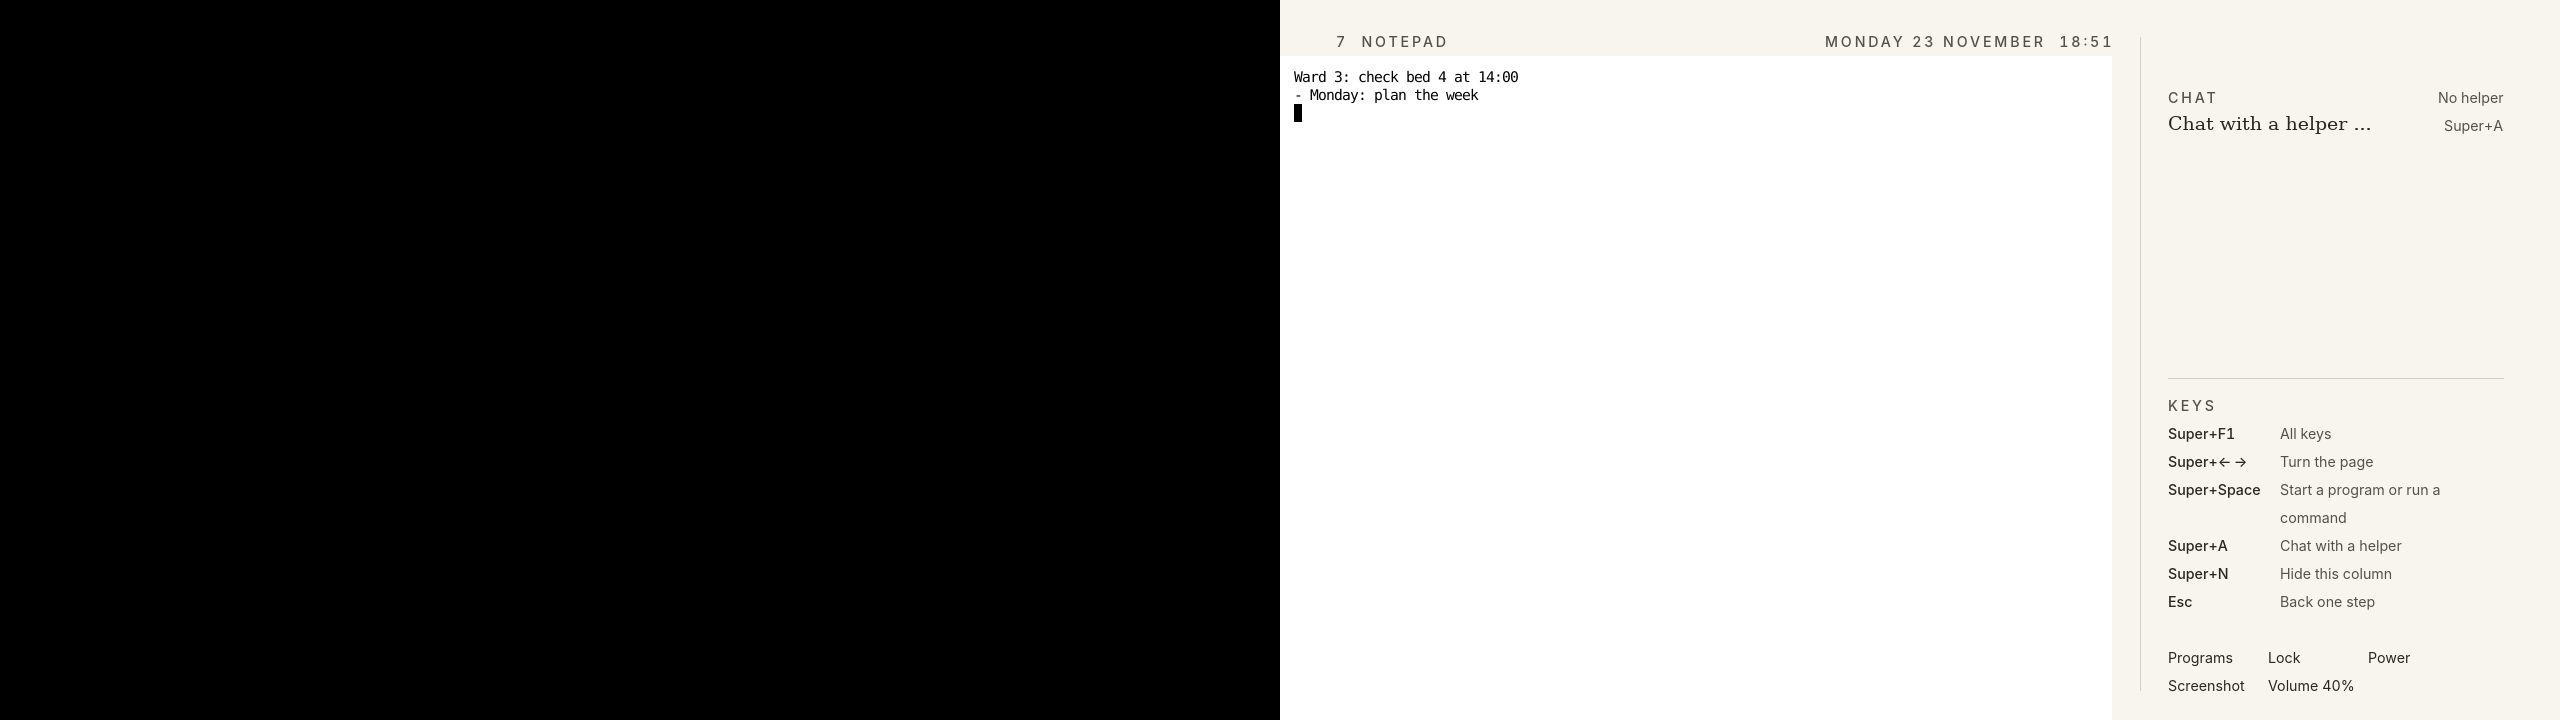 7 NOTEPAD
MONDAY 23 NOVEMBER 18:51
Ward 3: check bed 4 at 14:00
- Monday: plan the week
CHAT
No helper
Chat with a helper ...
Super+A
KEYS
Super+F1 All keys
Super+← → Turn the page
Super+Space Start a program or run a
command
Super+A Chat with a helper
Super+N Hide this column
Esc Back one step
Programs Lock Power
Screenshot Volume 40%